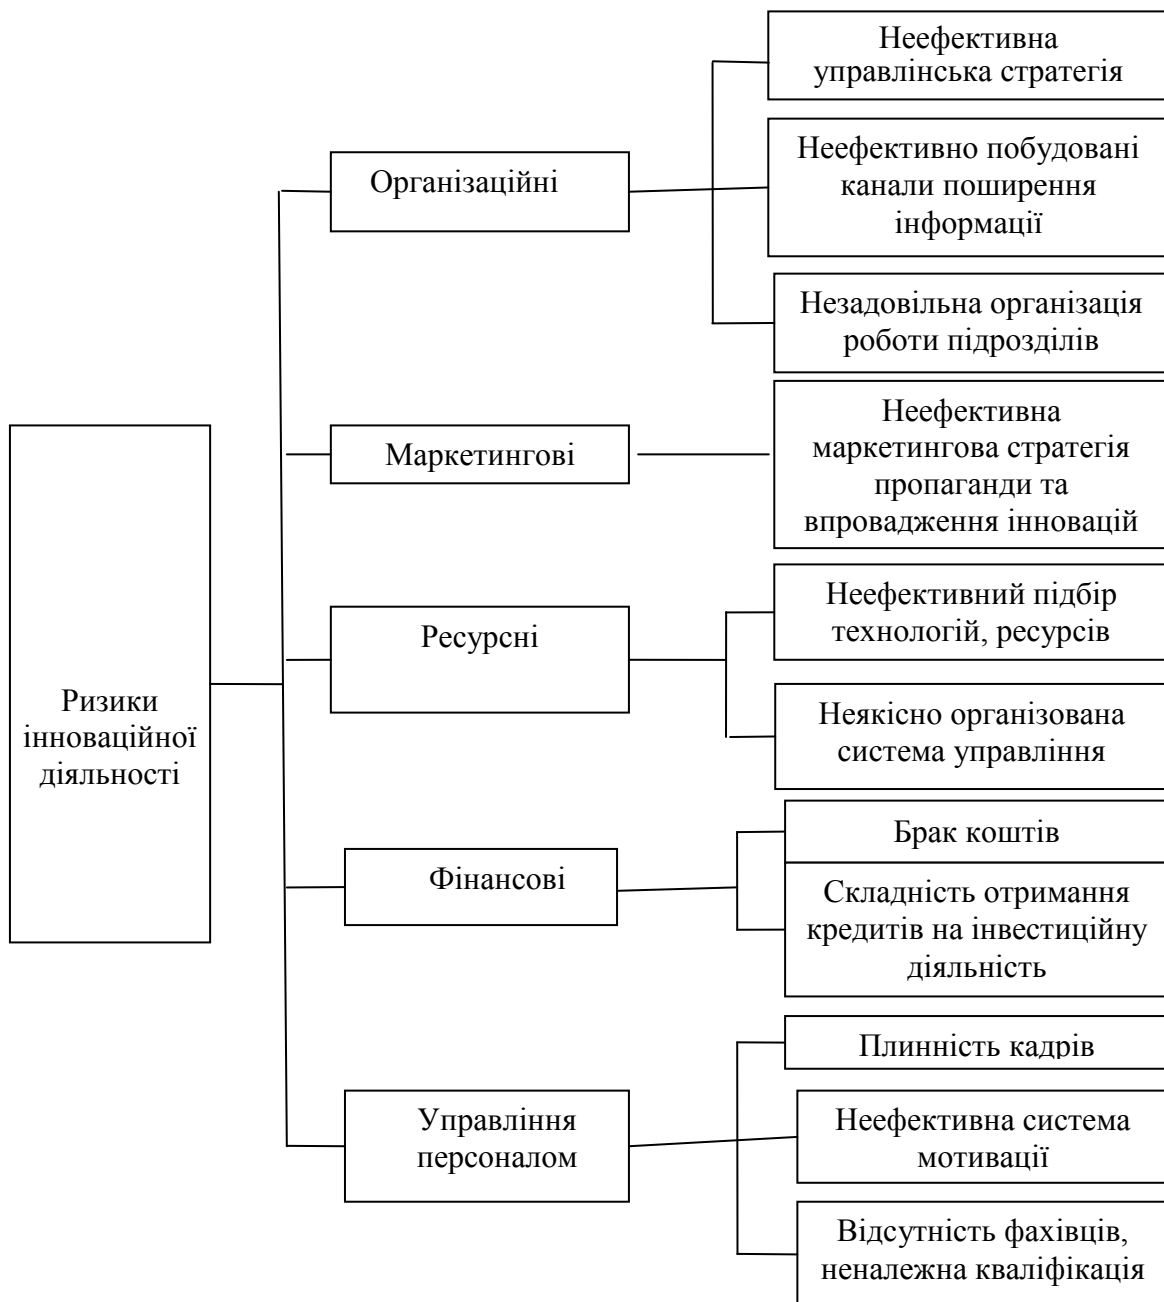 Неефективна
управлінська стратегія
Неефективно побудовані
канали поширення
інформації
Організаційні
Незадовільна організація
роботи підрозділів
Неефективна
маркетингова стратегія
пропаганди та
впровадження інновацій
Маркетингові
Неефективний підбір
технологій, ресурсів
Ресурсні
Неякісно організована
система управління
Ризики
інноваційної
діяльності
Брак коштів
Фінансові
Складність отримання
кредитів на інвестиційну
діяльність
Плинність кадрів
Управління
персоналом
Неефективна система
мотивації
Відсутність фахівців,
неналежна кваліфікація